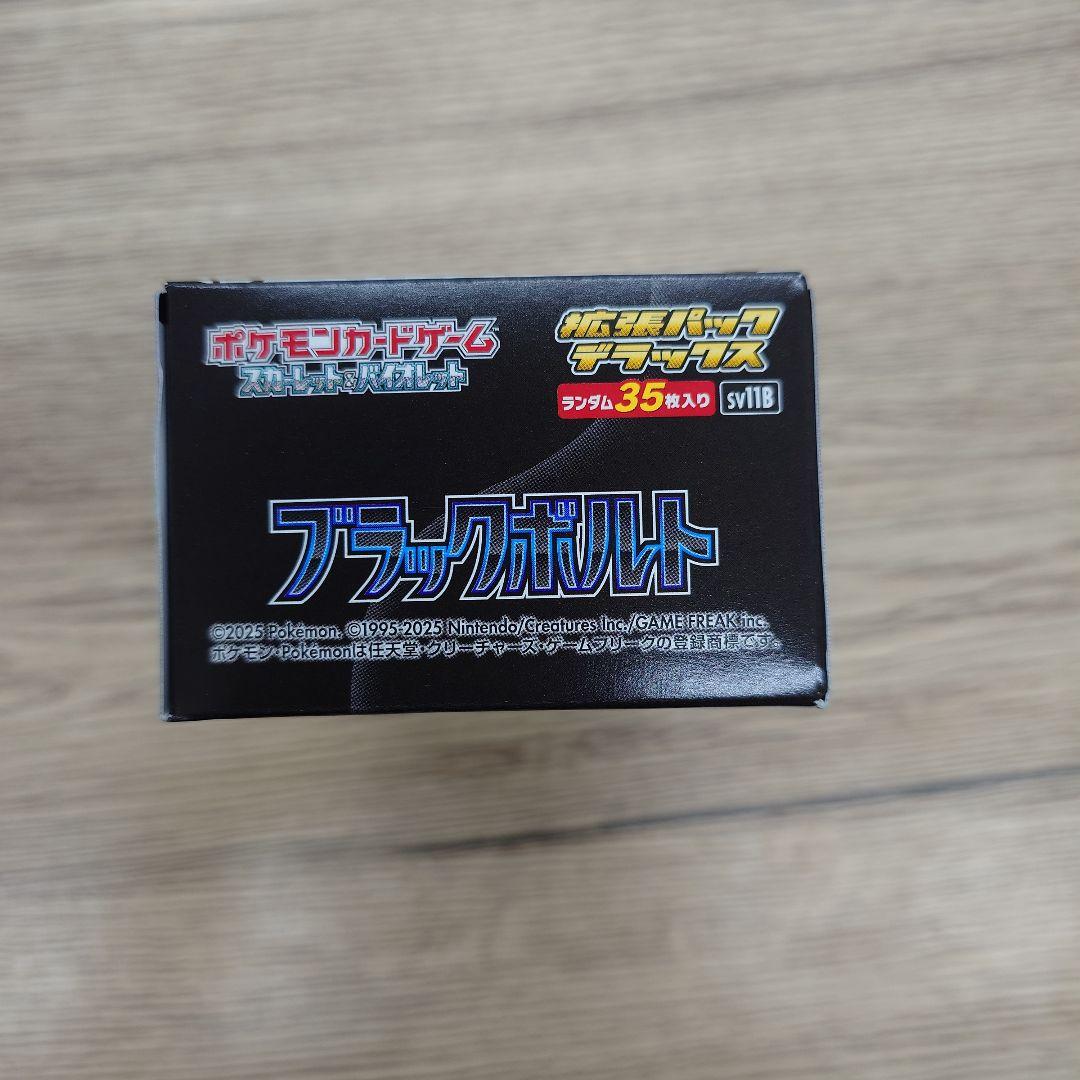 ポケモンカードゲーム
スカーレット&バイオレット
拡張パック
デラックス
ランダム35枚入り
SV11B
ブラックボルト
©2025 Pokémon. ©1995-2025 Nintendo/Creatures Inc./GAME FREAK inc.
ポケモン・Pokémonは任天堂・クリーチャーズ・ゲームフリークの登録商標です。